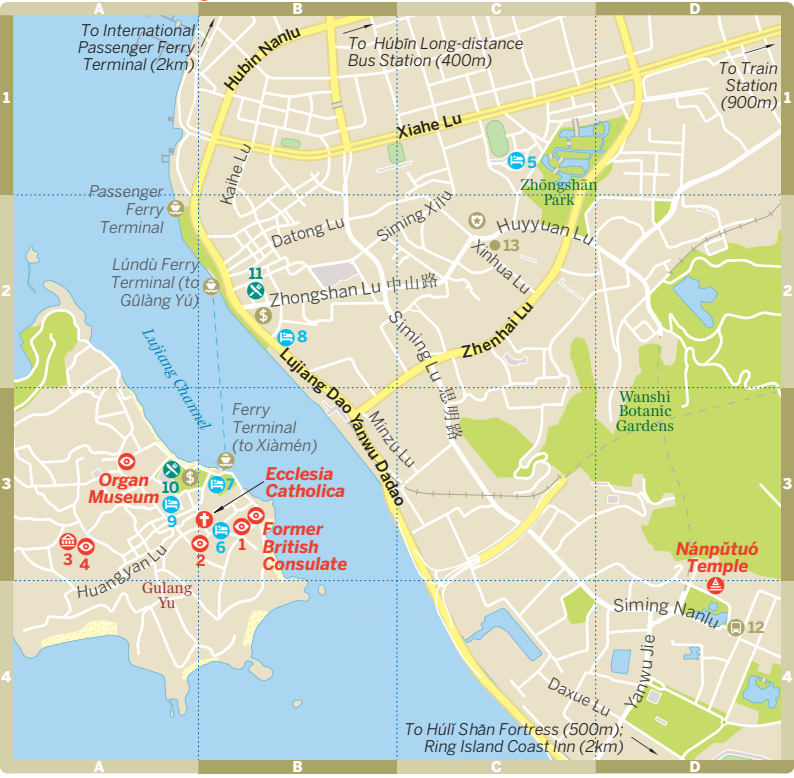 A
B
C
D
To International
Passenger Ferry
Terminal (2km)
Hubin Nanlu
To Húbīn Long-distance
Bus Station (400m)
To Train
Station
(900m)
1
1
Xiahe Lu
Kaihe Lu
5
Zhōngshān
Park
Passenger
Ferry
Terminal
Datong Lu
Siming Xilu
Huyyuan Lu
13
Xinhua Lu
Lúndù Ferry
Terminal (to
Gǔlàng Yú)
11
Zhongshan Lu 中山路
2
2
$
8
Siming Lu 思明路
Zhenhai Lu
Lujiang Channel
Lujiang Dao
Yanwu Dadao
Minzu Lu
Wanshi
Botanic
Gardens
Ferry
Terminal
(to Xiàmén)
Organ
Museum
10
$
7
Ecclesia
Catholica
3
3
9
6
1
Former
British
Consulate
2
3
4
Huangyan Lu
Gulang
Yu
Nánpǔtuó
Temple
Siming Nanlu
12
Yanwu Jie
Daxue Lu
4
4
To Húlǐ Shān Fortress (500m);
Ring Island Coast Inn (2km)
A
B
C
D